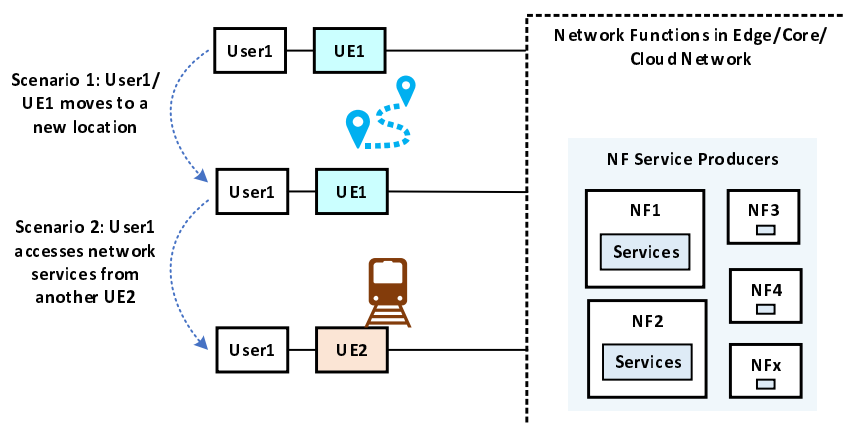 User1
UE1
Network Functions in Edge/Core/
Cloud Network
Scenario 1: User1/
UE1 moves to a
new location
NF Service Producers
User1
UE1
NF1
Services
NF3
Scenario 2: User1
accesses network
services from
another UE2
NF4
NF2
Services
User1
UE2
NFx